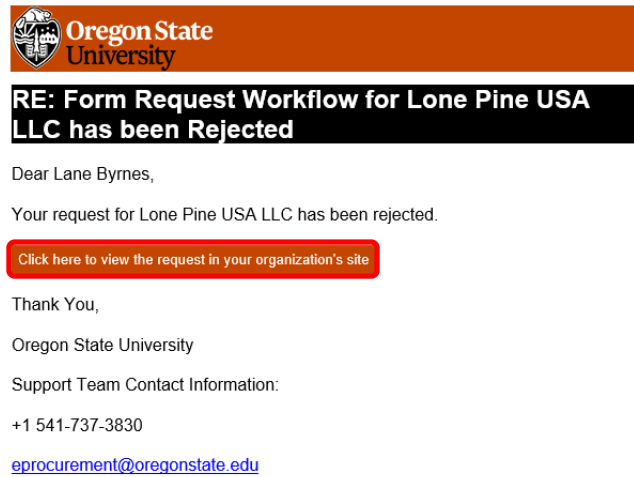 Oregon State
University
RE: Form Request Workflow for Lone Pine USA
LLC has been Rejected
Dear Lane Byrnes,
Your request for Lone Pine USA LLC has been rejected.
Click here to view the request in your organization's site
Thank You,
Oregon State University
Support Team Contact Information:
+1 541-737-3830
eprocurement@oregonstate.edu